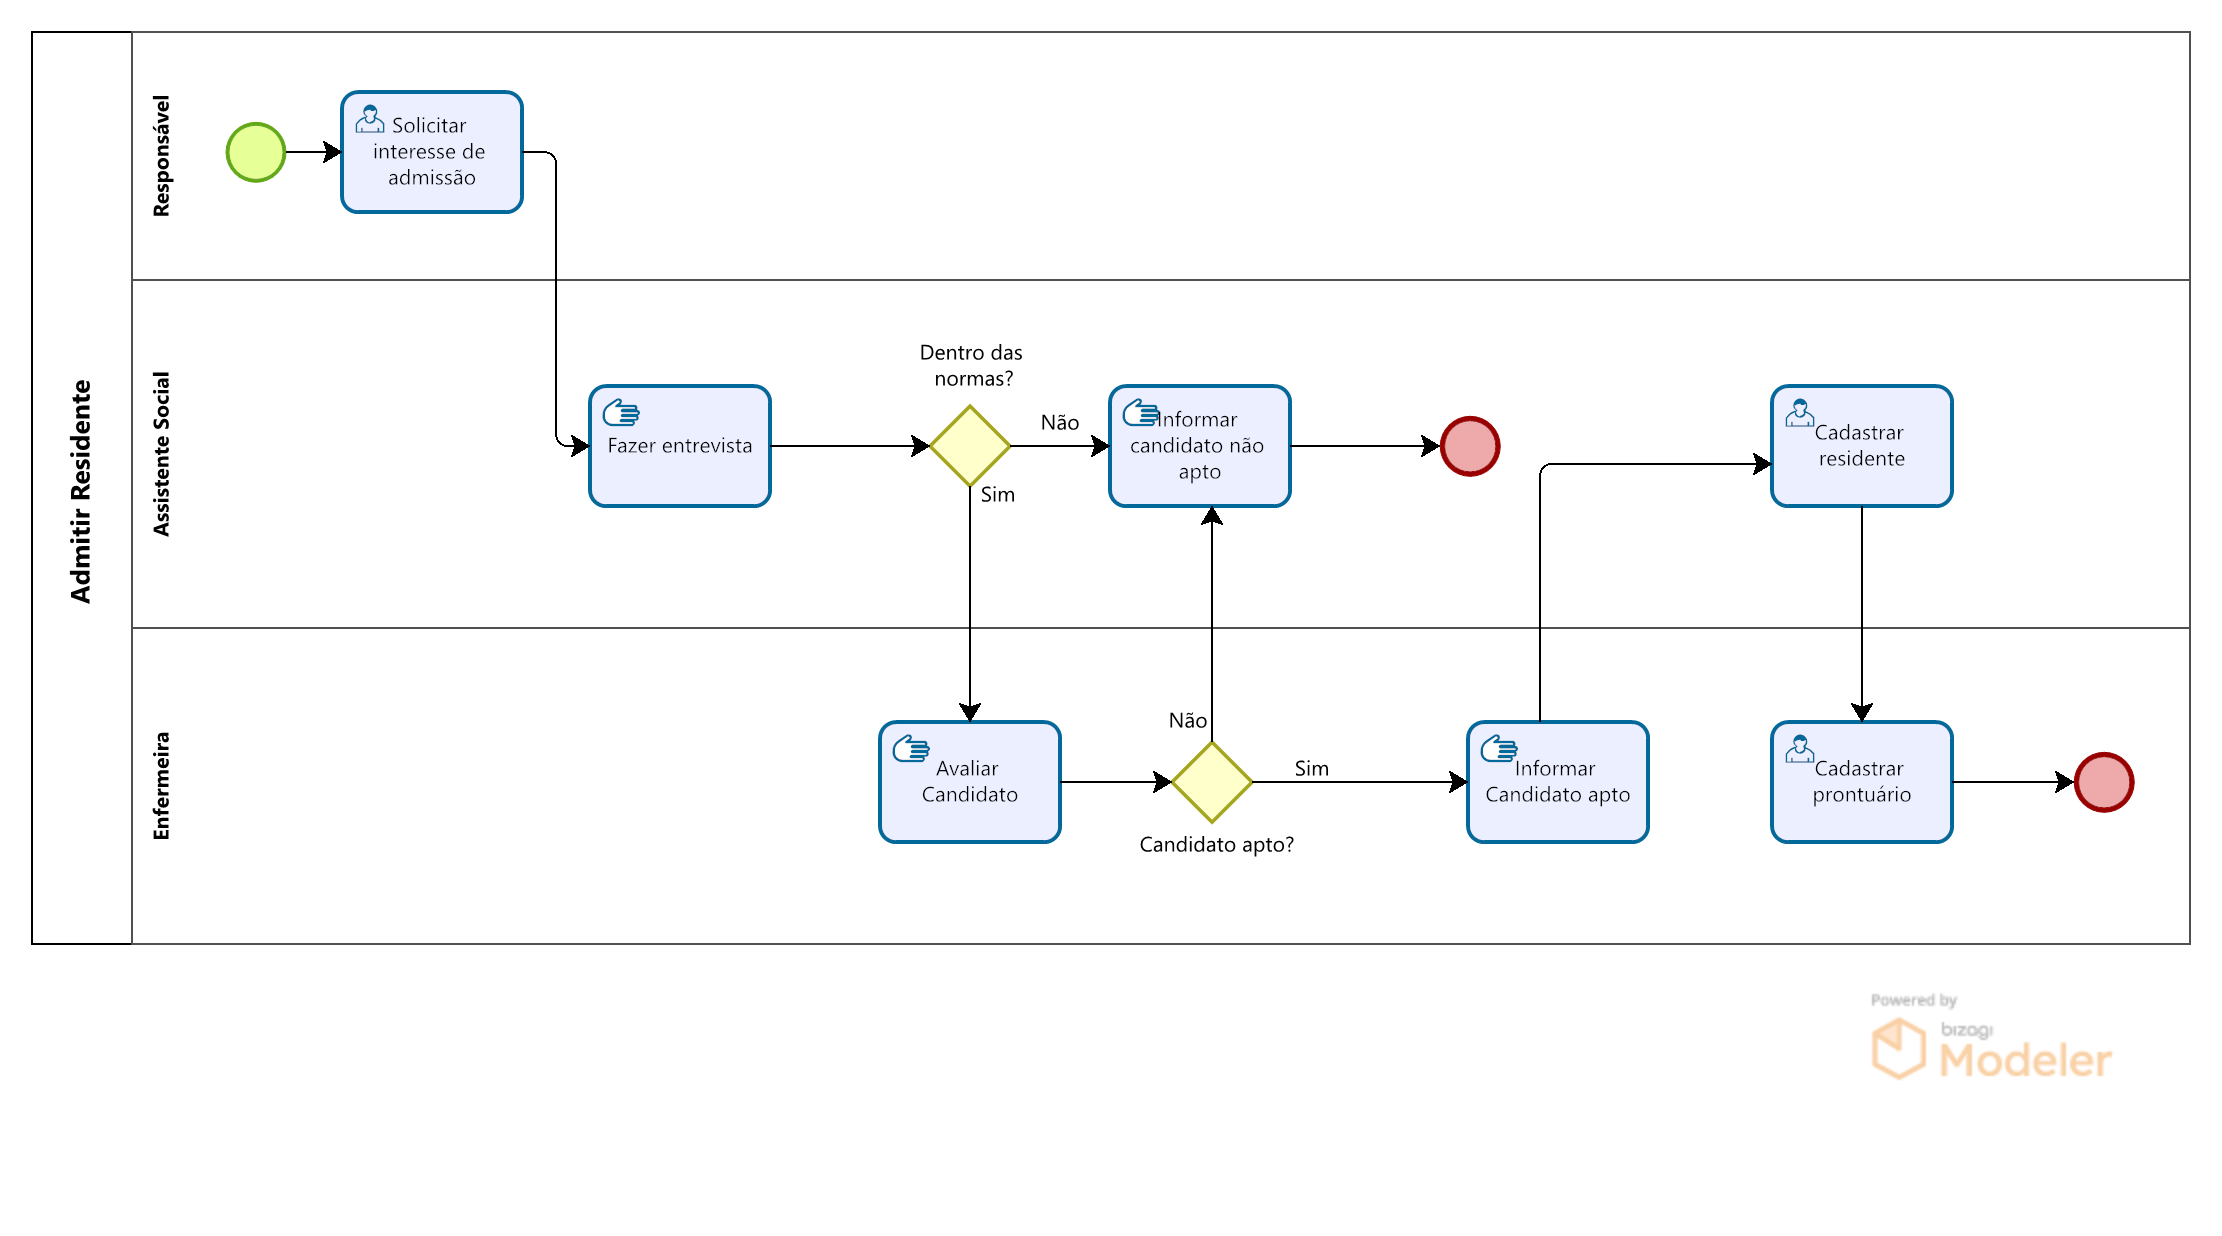 Admitir Residente
Responsável
Solicitar
interesse de
admissão
Assistente Social
Fazer entrevista
Dentro das
normas?
Não
Sim
Informar
candidato não
apto
Cadastrar
residente
Enfermeira
Avaliar
Candidato
Não
Sim
Candidato apto?
Informar
Candidato apto
Cadastrar
prontuário
Powered by
bizagi
Modeler